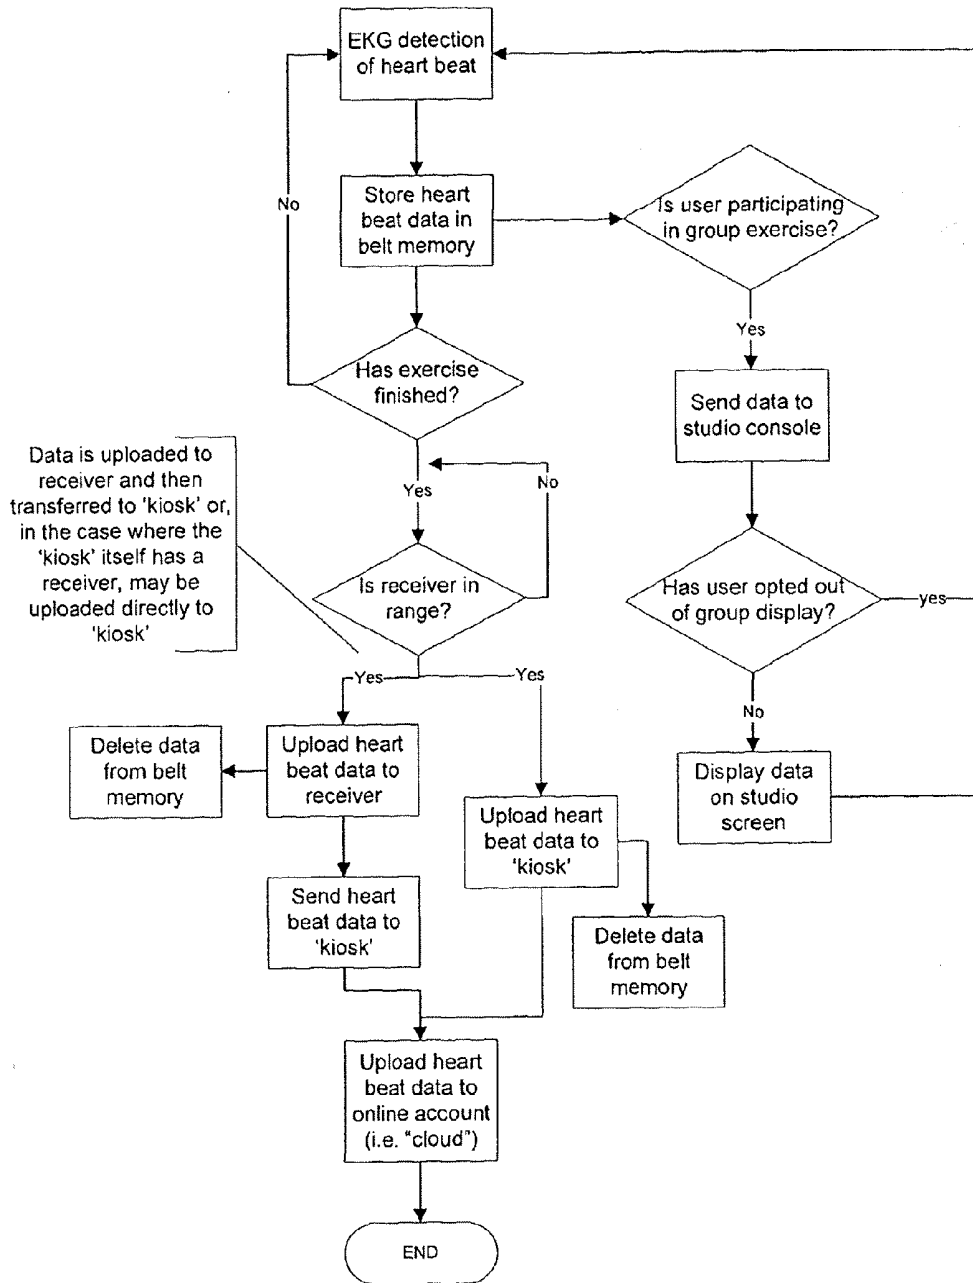 EKG detection
of heart beat
No
Store heart
beat data in
belt memory
Is user participating
in group exercise?
Yes
Has exercise
finished?
Send data to
studio console
Data is uploaded to
receiver and then
transferred to 'kiosk' or,
in the case where the
'kiosk' itself has a
receiver, may be
uploaded directly to
'kiosk'
Yes
No
Is receiver in
range?
Has user opted out
of group display?
yes
Yes
Yes
No
Delete data
from belt
memory
Upload heart
beat data to
receiver
Display data
on studio
screen
Upload heart
beat data to
'kiosk'
Send heart
beat data to
'kiosk'
Delete data
from belt
memory
Upload heart
beat data to
online account
(i.e. "cloud")
END